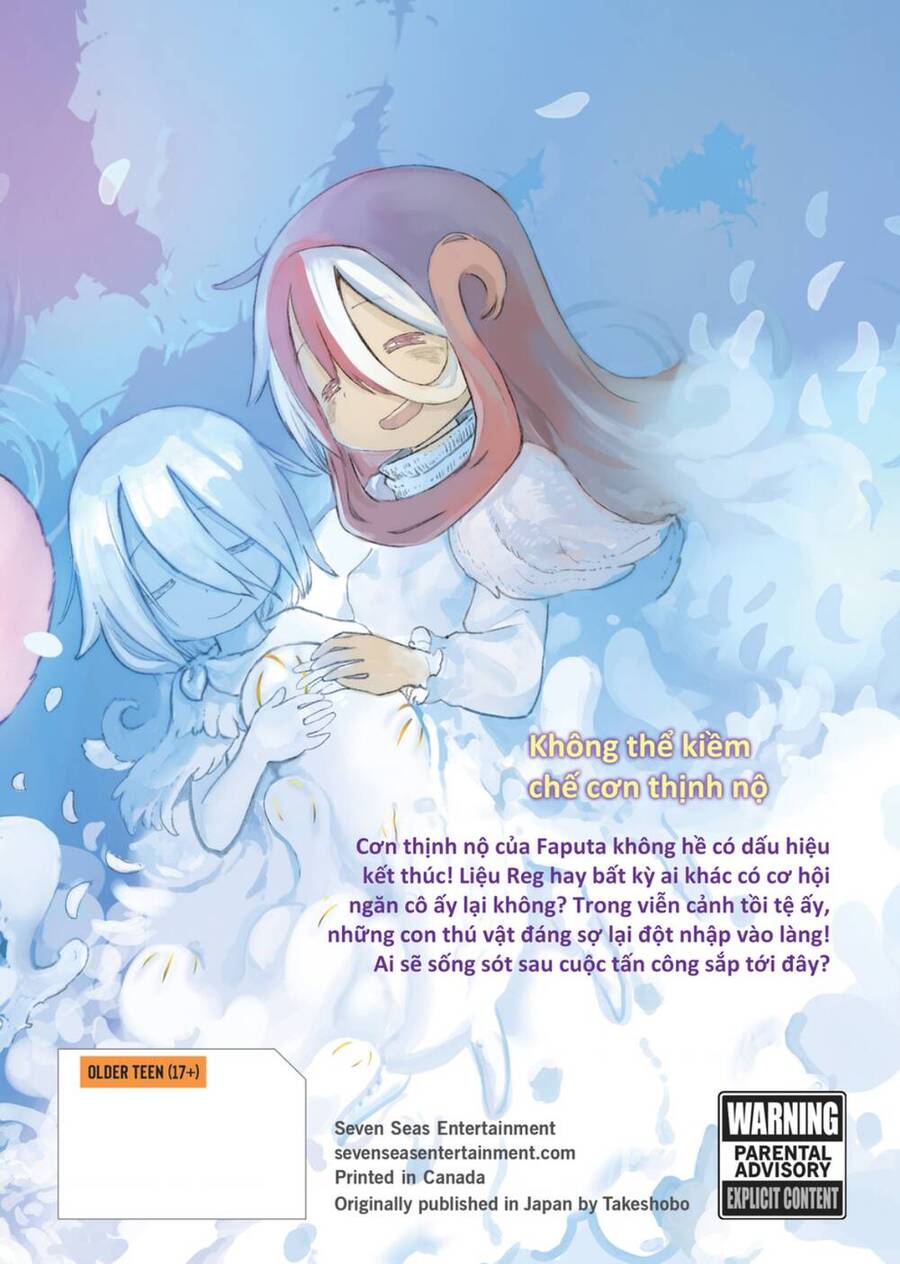 Không thể kiềm
chế cơn thịnh nộ
Cơn thịnh nộ của Faputa không hề có dấu hiệu
kết thúc! Liệu Reg hay bất kỳ ai khác có cơ hội
ngăn cô ấy lại không? Trong viễn cảnh tồi tệ ấy,
những con thú vật đáng sợ lại đột nhập vào làng!
Ai sẽ sống sót sau cuộc tấn công sắp tới đây?
OLDER TEEN (17+)
Seven Seas Entertainment
sevenseasentertainment.com
Printed in Canada
Originally published in Japan by Takeshobo
WARNING
PARENTAL
ADVISORY
EXPLICIT CONTENT